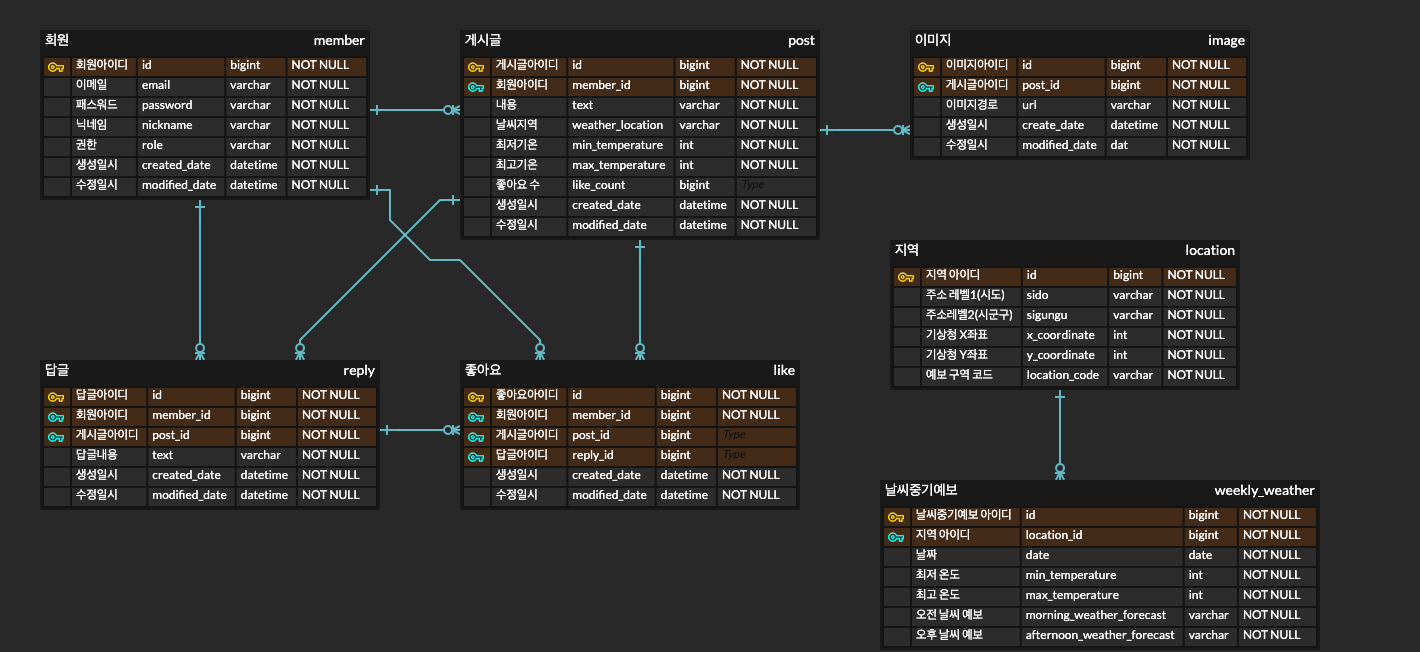 회원 member
회원아이디 id bigint NOT NULL
이메일 email varchar NOT NULL
패스워드 password varchar NOT NULL
닉네임 nickname varchar NOT NULL
권한 role varchar NOT NULL
생성일시 created_date datetime NOT NULL
수정일시 modified_date datetime NOT NULL
게시글 post
게시글아이디 id bigint NOT NULL
회원아이디 member_id bigint NOT NULL
내용 text varchar NOT NULL
날씨지역 weather_location varchar NOT NULL
최저기온 min_temperature int NOT NULL
최고기온 max_temperature int NOT NULL
좋아요 수 like_count bigint Type
생성일시 created_date datetime NOT NULL
수정일시 modified_date datetime NOT NULL
이미지 image
이미지아이디 id bigint NOT NULL
게시글아이디 post_id bigint NOT NULL
이미지경로 url varchar NOT NULL
생성일시 create_date datetime NOT NULL
수정일시 modified_date dat NOT NULL
지역 location
지역 아이디 id bigint NOT NULL
주소 레벨1(시도) sido varchar NOT NULL
주소레벨2(시군구) sigungu varchar NOT NULL
기상청 X좌표 x_coordinate int NOT NULL
기상청 Y좌표 y_coordinate int NOT NULL
예보 구역 코드 location_code varchar NOT NULL
답글 reply
답글아이디 id bigint NOT NULL
회원아이디 member_id bigint NOT NULL
게시글아이디 post_id bigint NOT NULL
답글내용 text varchar NOT NULL
생성일시 created_date datetime NOT NULL
수정일시 modified_date datetime NOT NULL
좋아요 like
좋아요아이디 id bigint NOT NULL
회원아이디 member_id bigint NOT NULL
게시글아이디 post_id bigint Type
답글아이디 reply_id bigint Type
생성일시 created_date datetime NOT NULL
수정일시 modified_date datetime NOT NULL
날씨중기예보 weekly_weather
날씨중기예보 아이디 id bigint NOT NULL
지역 아이디 location_id bigint NOT NULL
날짜 date date NOT NULL
최저 온도 min_temperature int NOT NULL
최고 온도 max_temperature int NOT NULL
오전 날씨 예보 morning_weather_forecast varchar NOT NULL
오후 날씨 예보 afternoon_weather_forecast varchar NOT NULL